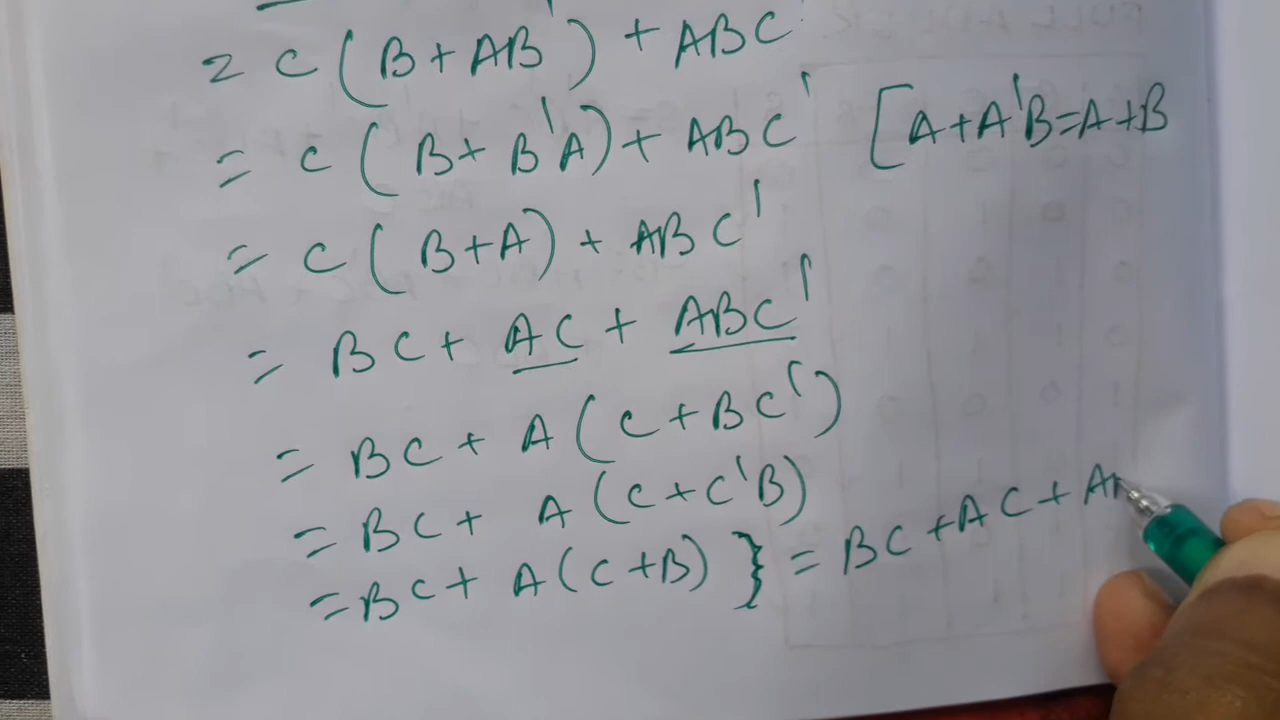 = C (B + AB') + ABC'
= C (B + B'A) + ABC' [A+A'B=A+B
= C (B+A) + ABC'
= BC + AC + ABC'
= BC + A (C + BC')
= BC + A (C + C'B)
= BC + A (C + B) } = BC + AC + A